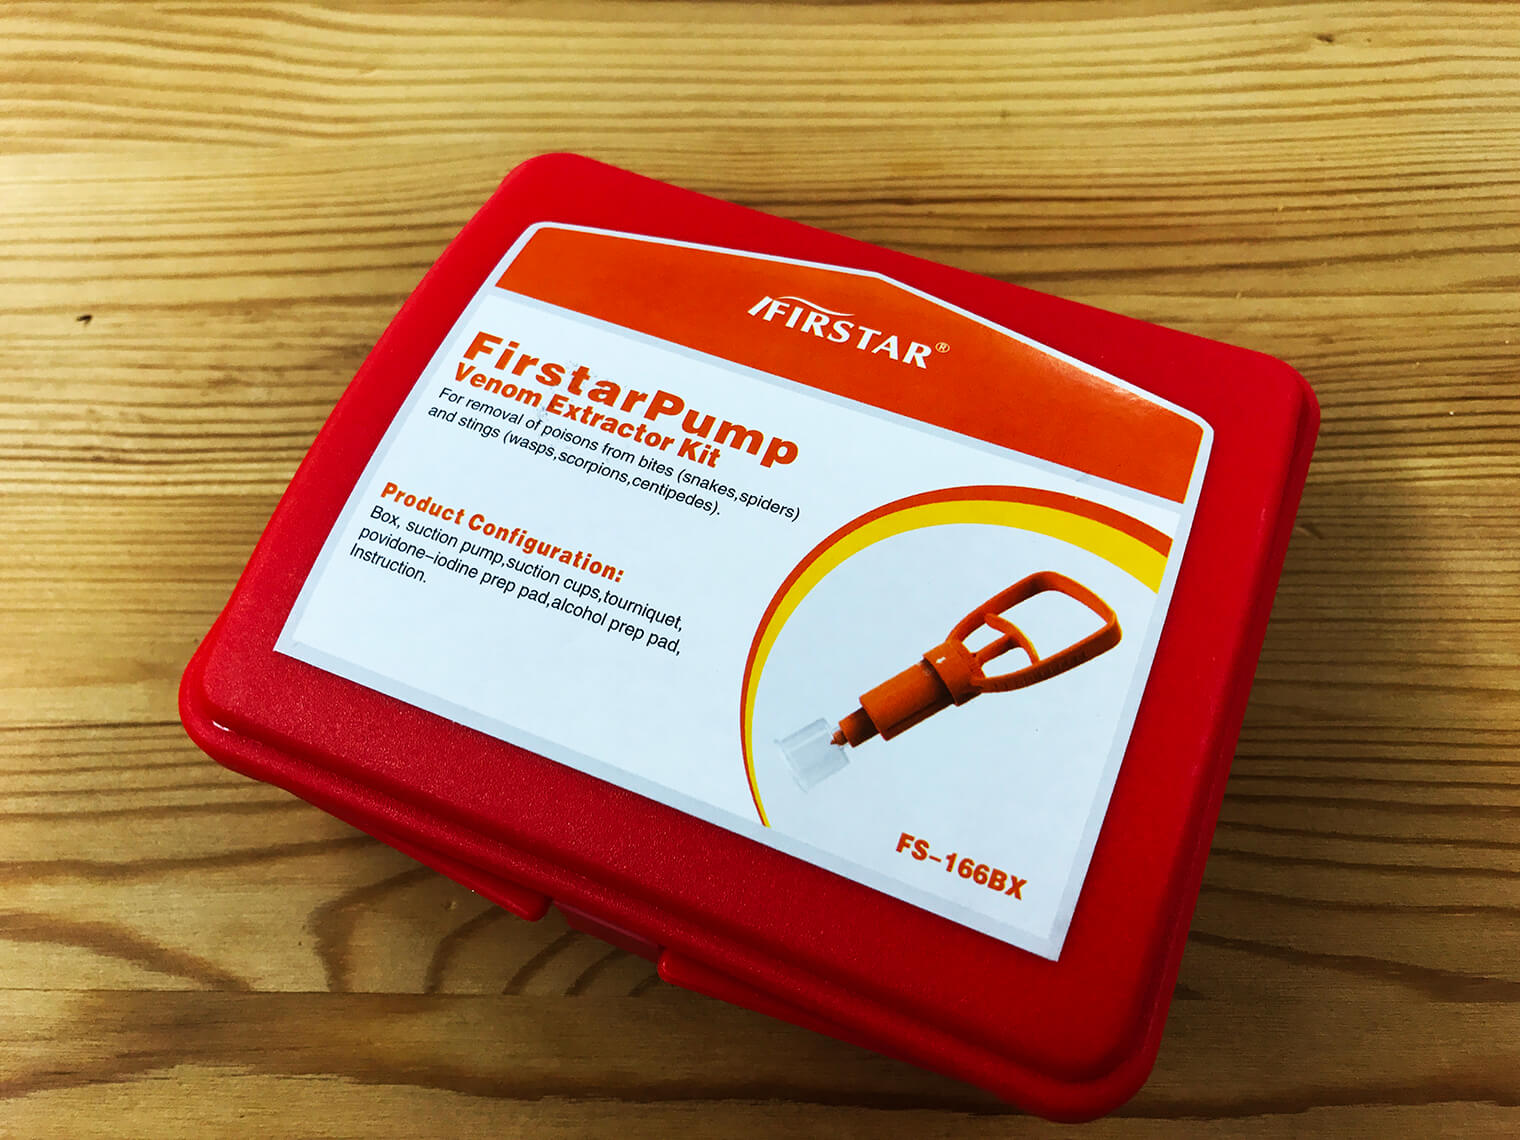 FIRSTAR®
FirstarPump
Venom Extractor Kit
For removal of poisons from bites (snakes,spiders)
and stings (wasps,scorpions,centipedes).
Product Configuration:
Box, suction pump,suction cups,tourniquet,
povidone–iodine prep pad,alcohol prep pad,
Instruction.
FS–166BX